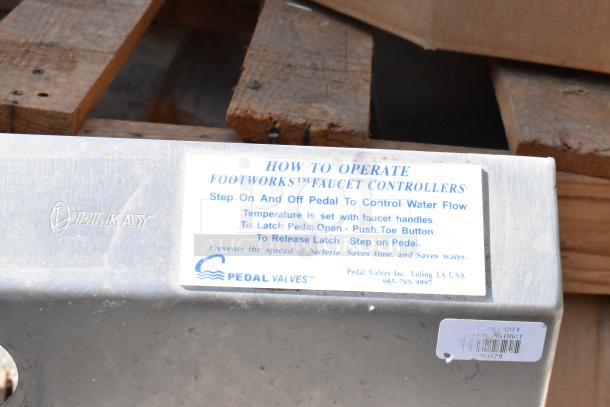 HOW TO OPERATE
FOOTWORKS™ FAUCET CONTROLLERS:
Step On And Off Pedal To Control Water Flow.
Temperature is set with faucet handles.
To Latch Pedal Open - Push Toe Button.
To Release Latch - Step on Pedal.
Prevents the spread of bacteria. Saves time, and Saves water.
ELKAY
PEDAL VALVES™
Pedal Valves Inc. Luling LA USA
985-785-9997
CITY